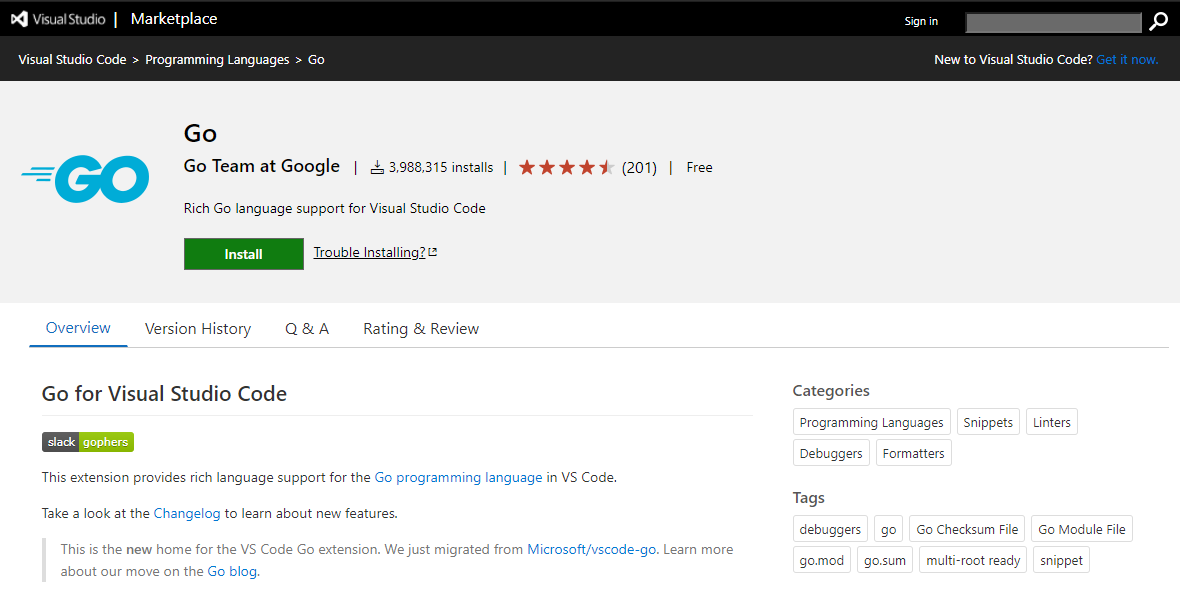 Visual Studio | Marketplace
Sign in
Visual Studio Code > Programming Languages > Go
New to Visual Studio Code? Get it now.
GO
Go
Go Team at Google | 3,988,315 installs | (201) | Free
Rich Go language support for Visual Studio Code
Install
Trouble Installing?
Overview
Version History
Q & A
Rating & Review
Go for Visual Studio Code
slack gophers
This extension provides rich language support for the Go programming language in VS Code.
Take a look at the Changelog to learn about new features.
This is the new home for the VS Code Go extension. We just migrated from Microsoft/vscode-go. Learn more
about our move on the Go blog.
Categories
Programming Languages
Snippets
Linters
Debuggers
Formatters
Tags
debuggers
go
Go Checksum File
Go Module File
go.mod
go.sum
multi-root ready
snippet